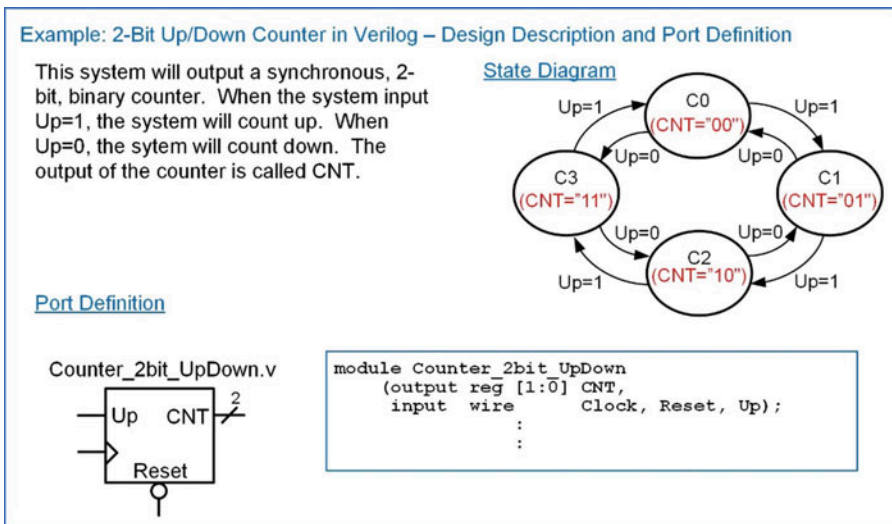 Example: 2-Bit Up/Down Counter in Verilog – Design Description and Port Definition
This system will output a synchronous, 2-
bit, binary counter. When the system input
Up=1, the system will count up. When
Up=0, the sytem will count down. The
output of the counter is called CNT.
State Diagram
C0
(CNT="00")
Up=1
Up=1
Up=0
Up=0
C3
(CNT="11")
C1
(CNT="01")
Up=0
Up=0
C2
(CNT="10")
Up=1
Up=1
Port Definition
Counter_2bit_UpDown.v
Up
CNT
2
Reset
module Counter_2bit_UpDown
(output reg [1:0] CNT,
input wire Clock, Reset, Up);
:
: